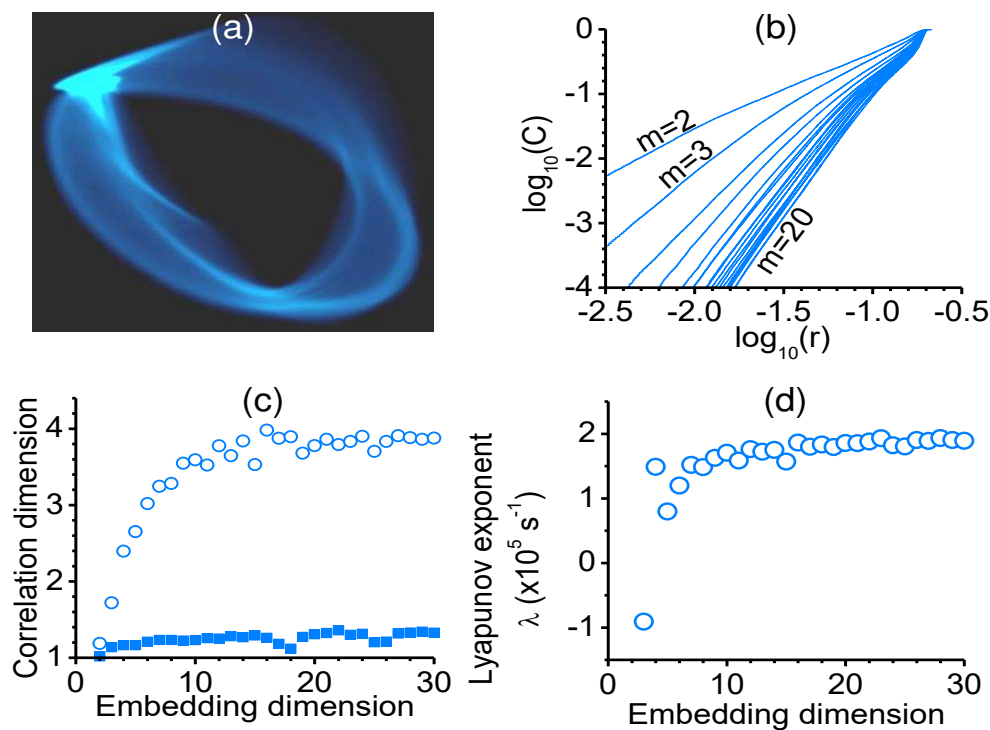 (a)
(b)
0
-1
-2
-3
-4
log10(C)
m=2
m=3
m=20
-2.5 -2.0 -1.5 -1.0 -0.5
log10(r)
(c)
4
3
2
1
Correlation dimension
0 10 20 30
Embedding dimension
(d)
2
1
0
-1
Lyapunov exponent
λ (x10⁵ s⁻¹)
0 10 20 30
Embedding dimension